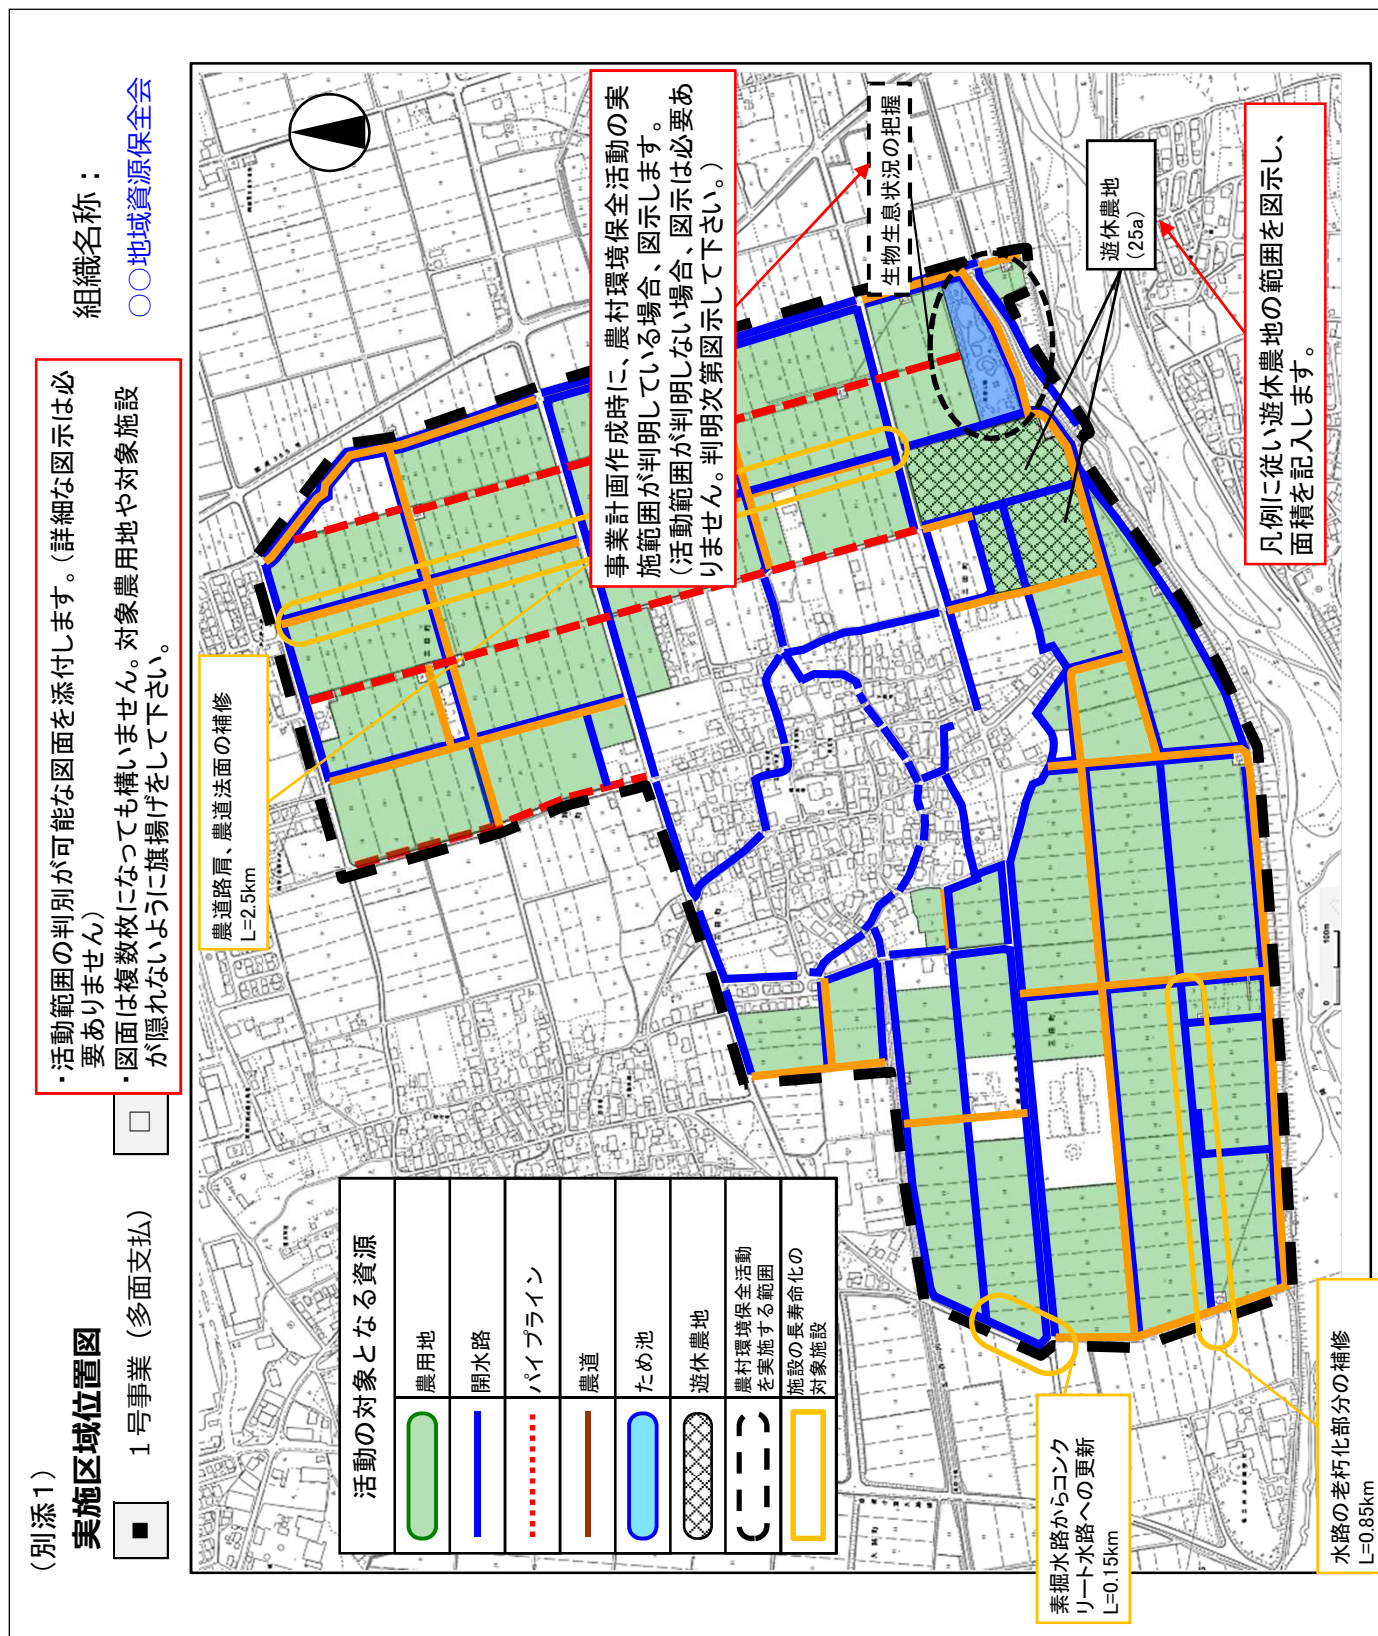 （別添１）
実施区域位置図
■
１号事業（多面支払）
□
組織名称：
○○地域資源保全会
・活動範囲の判別が可能な図面を添付します。（詳細な図示は必
要ありません）
・図面は複数枚になっても構いません。対象農用地や対象施設
が隠れないように旗揚げをして下さい。
農道路肩、農道法面の補修
L=2.5km
事業計画作成時に、農村環境保全活動の実
施範囲が判明している場合、図示します。
（活動範囲が判明しない場合、図示は必要あ
りません。判明次第図示して下さい。）
生物生息状況の把握
遊休農地
（25a）
凡例に従い遊休農地の範囲を図示し、
面積を記入します。
活動の対象となる資源
農用地
開水路
パイプライン
農道
ため池
遊休農地
農村環境保全活動
を実施する範囲
施設の長寿命化の
対象施設
素掘水路からコンク
リート水路への更新
L=0.15km
水路の老朽化部分の補修
L=0.85km
0
100m